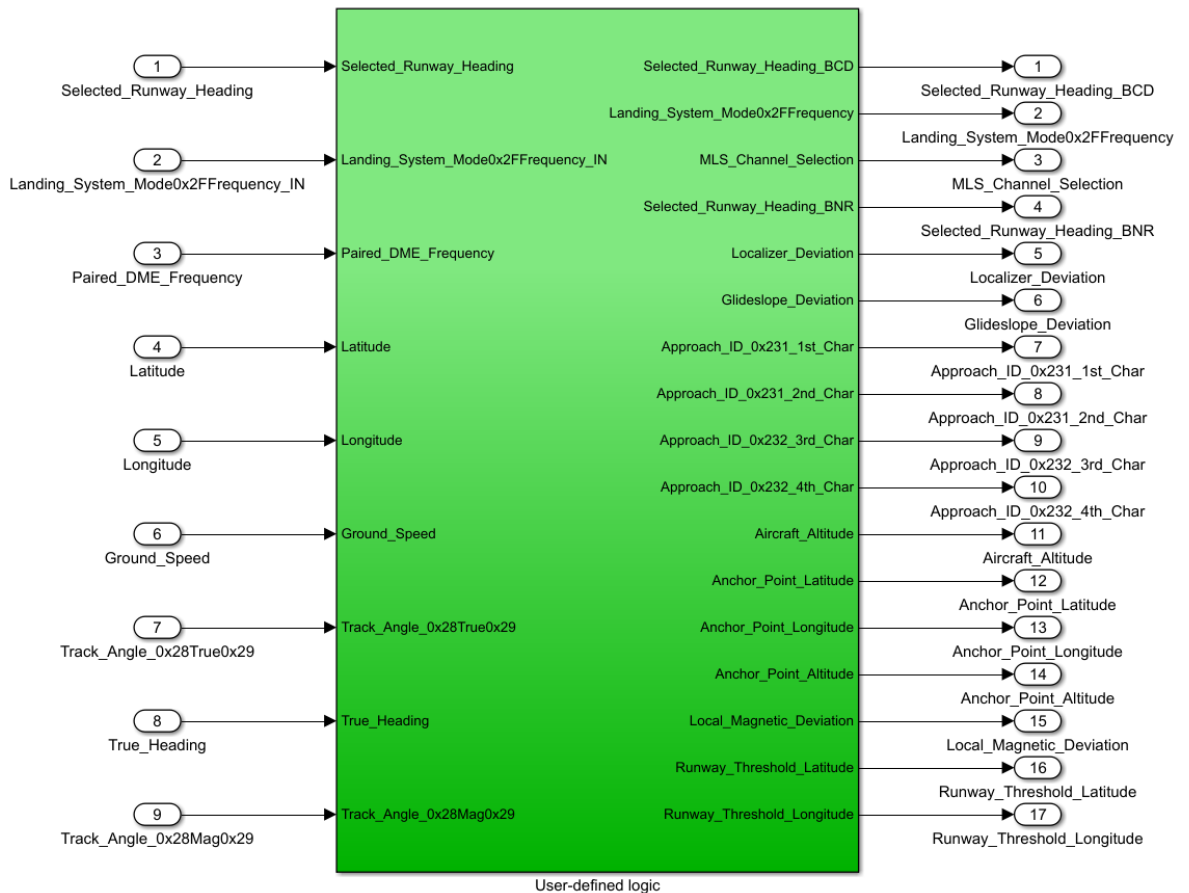 1
Selected_Runway_Heading
2
Landing_System_Mode0x2FFrequency_IN
3
Paired_DME_Frequency
4
Latitude
5
Longitude
6
Ground_Speed
7
Track_Angle_0x28True0x29
8
True_Heading
9
Track_Angle_0x28Mag0x29
Selected_Runway_Heading
Landing_System_Mode0x2FFrequency_IN
Paired_DME_Frequency
Latitude
Longitude
Ground_Speed
Track_Angle_0x28True0x29
True_Heading
Track_Angle_0x28Mag0x29
Selected_Runway_Heading_BCD
Landing_System_Mode0x2FFrequency
MLS_Channel_Selection
Selected_Runway_Heading_BNR
Localizer_Deviation
Glideslope_Deviation
Approach_ID_0x231_1st_Char
Approach_ID_0x231_2nd_Char
Approach_ID_0x232_3rd_Char
Approach_ID_0x232_4th_Char
Aircraft_Altitude
Anchor_Point_Latitude
Anchor_Point_Longitude
Anchor_Point_Altitude
Local_Magnetic_Deviation
Runway_Threshold_Latitude
Runway_Threshold_Longitude
1
Selected_Runway_Heading_BCD
2
Landing_System_Mode0x2FFrequency
3
MLS_Channel_Selection
4
Selected_Runway_Heading_BNR
5
Localizer_Deviation
6
Glideslope_Deviation
7
Approach_ID_0x231_1st_Char
8
Approach_ID_0x231_2nd_Char
9
Approach_ID_0x232_3rd_Char
10
Approach_ID_0x232_4th_Char
11
Aircraft_Altitude
12
Anchor_Point_Latitude
13
Anchor_Point_Longitude
14
Anchor_Point_Altitude
15
Local_Magnetic_Deviation
16
Runway_Threshold_Latitude
17
Runway_Threshold_Longitude
User-defined logic